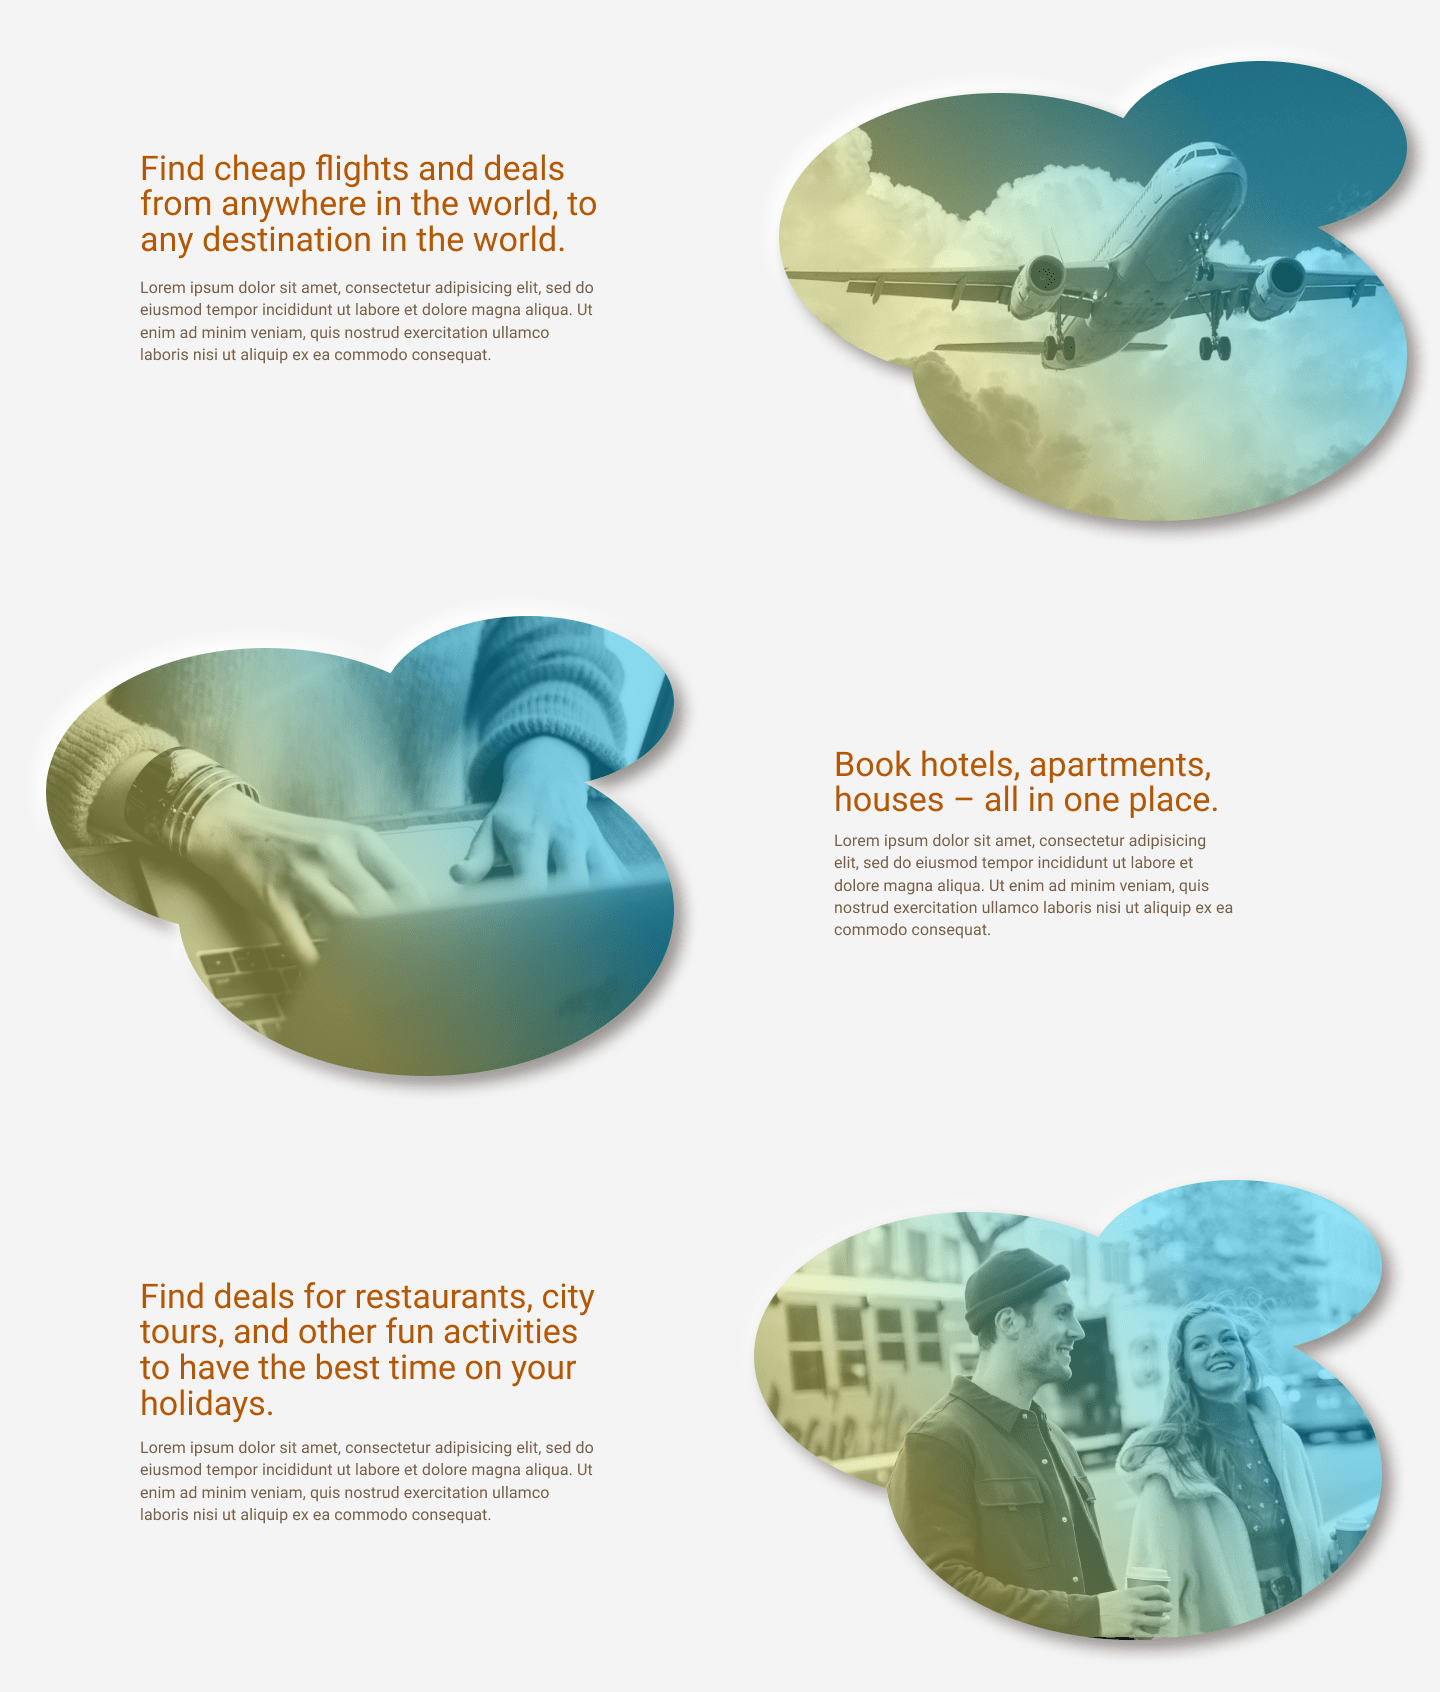 Find cheap flights and deals
from anywhere in the world, to
any destination in the world.
Lorem ipsum dolor sit amet, consectetur adipisicing elit, sed do
eiusmod tempor incididunt ut labore et dolore magna aliqua. Ut
enim ad minim veniam, quis nostrud exercitation ullamco
laboris nisi ut aliquip ex ea commodo consequat.
Book hotels, apartments,
houses – all in one place.
Lorem ipsum dolor sit amet, consectetur adipisicing
elit, sed do eiusmod tempor incididunt ut labore et
dolore magna aliqua. Ut enim ad minim veniam, quis
nostrud exercitation ullamco laboris nisi ut aliquip ex ea
commodo consequat.
Find deals for restaurants, city
tours, and other fun activities
to have the best time on your
holidays.
Lorem ipsum dolor sit amet, consectetur adipisicing elit, sed do
eiusmod tempor incididunt ut labore et dolore magna aliqua. Ut
enim ad minim veniam, quis nostrud exercitation ullamco
laboris nisi ut aliquip ex ea commodo consequat.